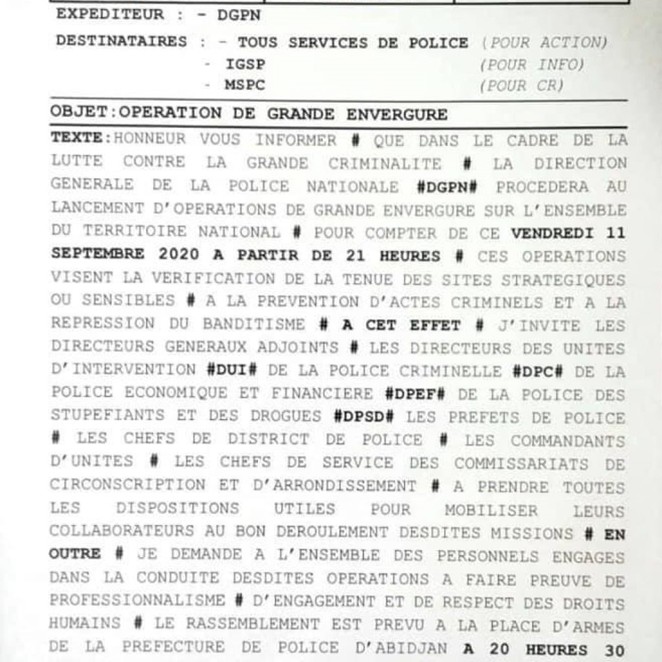 EXPEDITEUR : - DGPN
DESTINATAIRES : - TOUS SERVICES DE POLICE (POUR ACTION)
- IGSP (POUR INFO)
- MSPC (POUR CR)
OBJET:OPERATION DE GRANDE ENVERGURE
TEXTE:HONNEUR VOUS INFORMER # QUE DANS LE CADRE DE LA
LUTTE CONTRE LA GRANDE CRIMINALITE # LA DIRECTION
GENERALE DE LA POLICE NATIONALE #DGPN# PROCEDERA AU
LANCEMENT D'OPERATIONS DE GRANDE ENVERGURE SUR L'ENSEMBLE
DU TERRITOIRE NATIONAL # POUR COMPTER DE CE VENDREDI 11
SEPTEMBRE 2020 A PARTIR DE 21 HEURES # CES OPERATIONS
VISENT LA VERIFICATION DE LA TENUE DES SITES STRATEGIQUES
OU SENSIBLES # A LA PREVENTION D'ACTES CRIMINELS ET A LA
REPRESSION DU BANDITISME # A CET EFFET # J'INVITE LES
DIRECTEURS GENERAUX ADJOINTS # LES DIRECTEURS DES UNITES
D'INTERVENTION #DUI# DE LA POLICE CRIMINELLE #DPC# DE LA
POLICE ECONOMIQUE ET FINANCIERE #DPEF# DE LA POLICE DES
STUPEFIANTS ET DES DROGUES #DPSD# LES PREFETS DE POLICE
# LES CHEFS DE DISTRICT DE POLICE # LES COMMANDANTS
D'UNITES # LES CHEFS DE SERVICE DES COMMISSARIATS DE
CIRCONSCRIPTION ET D'ARRONDISSEMENT # A PRENDRE TOUTES
LES DISPOSITIONS UTILES POUR MOBILISER LEURS
COLLABORATEURS AU BON DEROULEMENT DESDITES MISSIONS # EN
OUTRE # JE DEMANDE A L'ENSEMBLE DES PERSONNELS ENGAGES
DANS LA CONDUITE DESDITES OPERATIONS A FAIRE PREUVE DE
PROFESSIONNALISME # D'ENGAGEMENT ET DE RESPECT DES DROITS
HUMAINS # LE RASSEMBLEMENT EST PREVU A LA PLACE D'ARMES
DE LA PREFECTURE DE POLICE D'ABIDJAN A 20 HEURES 30